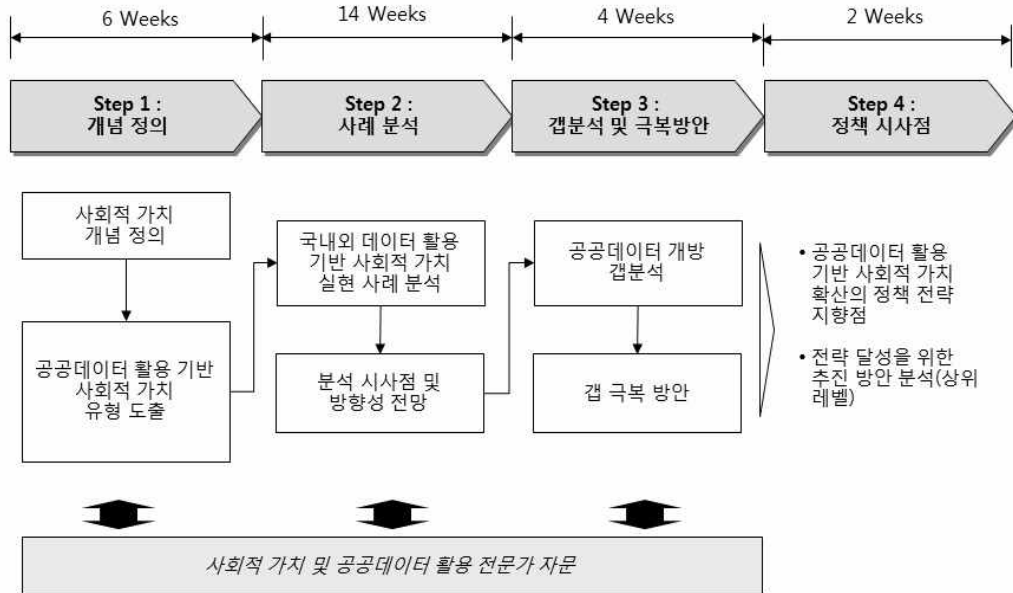 6 Weeks
14 Weeks
4 Weeks
2 Weeks
Step 1 :
개념 정의
Step 2 :
사례 분석
Step 3 :
갭분석 및 극복방안
Step 4 :
정책 시사점
사회적 가치
개념 정의
공공데이터 활용 기반
사회적 가치
유형 도출
국내외 데이터 활용
기반 사회적 가치
실현 사례 분석
분석 시사점 및
방향성 전망
공공데이터 개방
갭분석
갭 극복 방안
• 공공데이터 활용
기반 사회적 가치
확산의 정책 전략
지향점
• 전략 달성을 위한
추진 방안 분석(상위
레벨)
사회적 가치 및 공공데이터 활용 전문가 자문